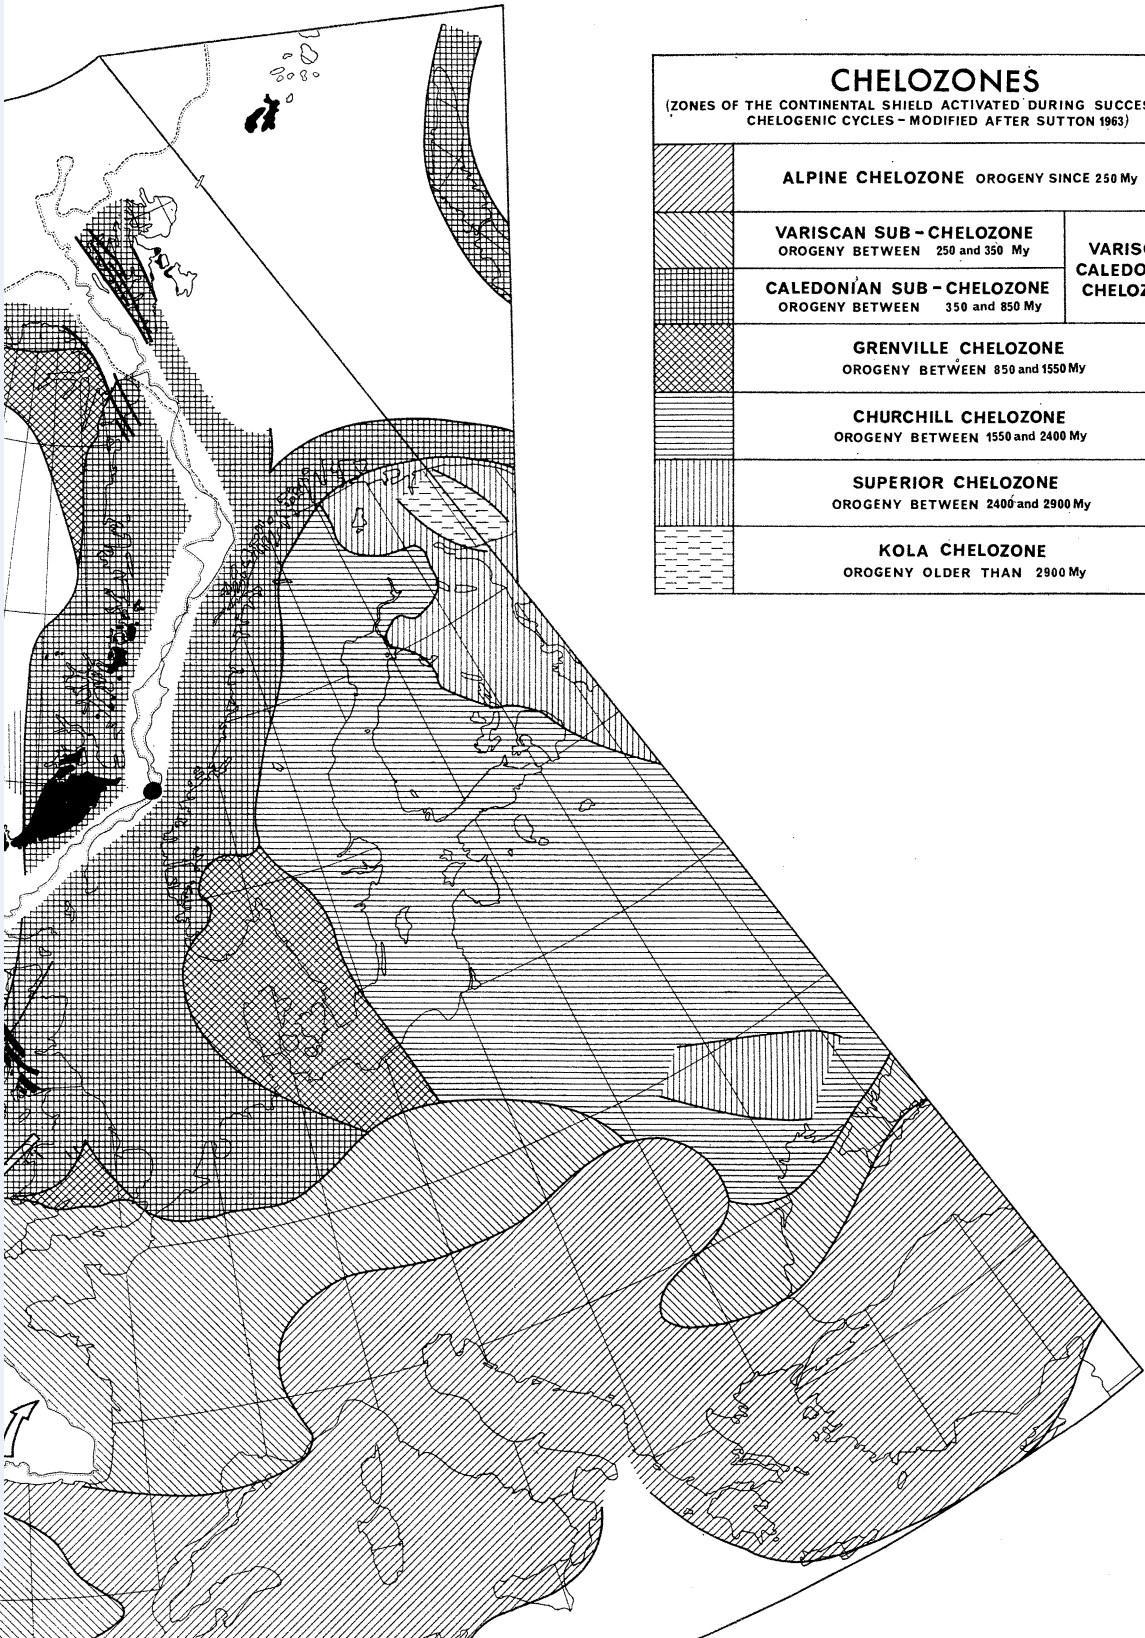 CHELOZONES
(ZONES OF THE CONTINENTAL SHIELD ACTIVATED DURING SUCCES
CHELOGENIC CYCLES – MODIFIED AFTER SUTTON 1963)
ALPINE CHELOZONE OROGENY SINCE 250 My
VARISCAN SUB – CHELOZONE
OROGENY BETWEEN 250 and 350 My
CALEDONIAN SUB – CHELOZONE
OROGENY BETWEEN 350 and 850 My
VARISC
CALEDO
CHELOZ
GRENVILLE CHELOZONE
OROGENY BETWEEN 850 and 1550 My
CHURCHILL CHELOZONE
OROGENY BETWEEN 1550 and 2400 My
SUPERIOR CHELOZONE
OROGENY BETWEEN 2400 and 2900 My
KOLA CHELOZONE
OROGENY OLDER THAN 2900 My